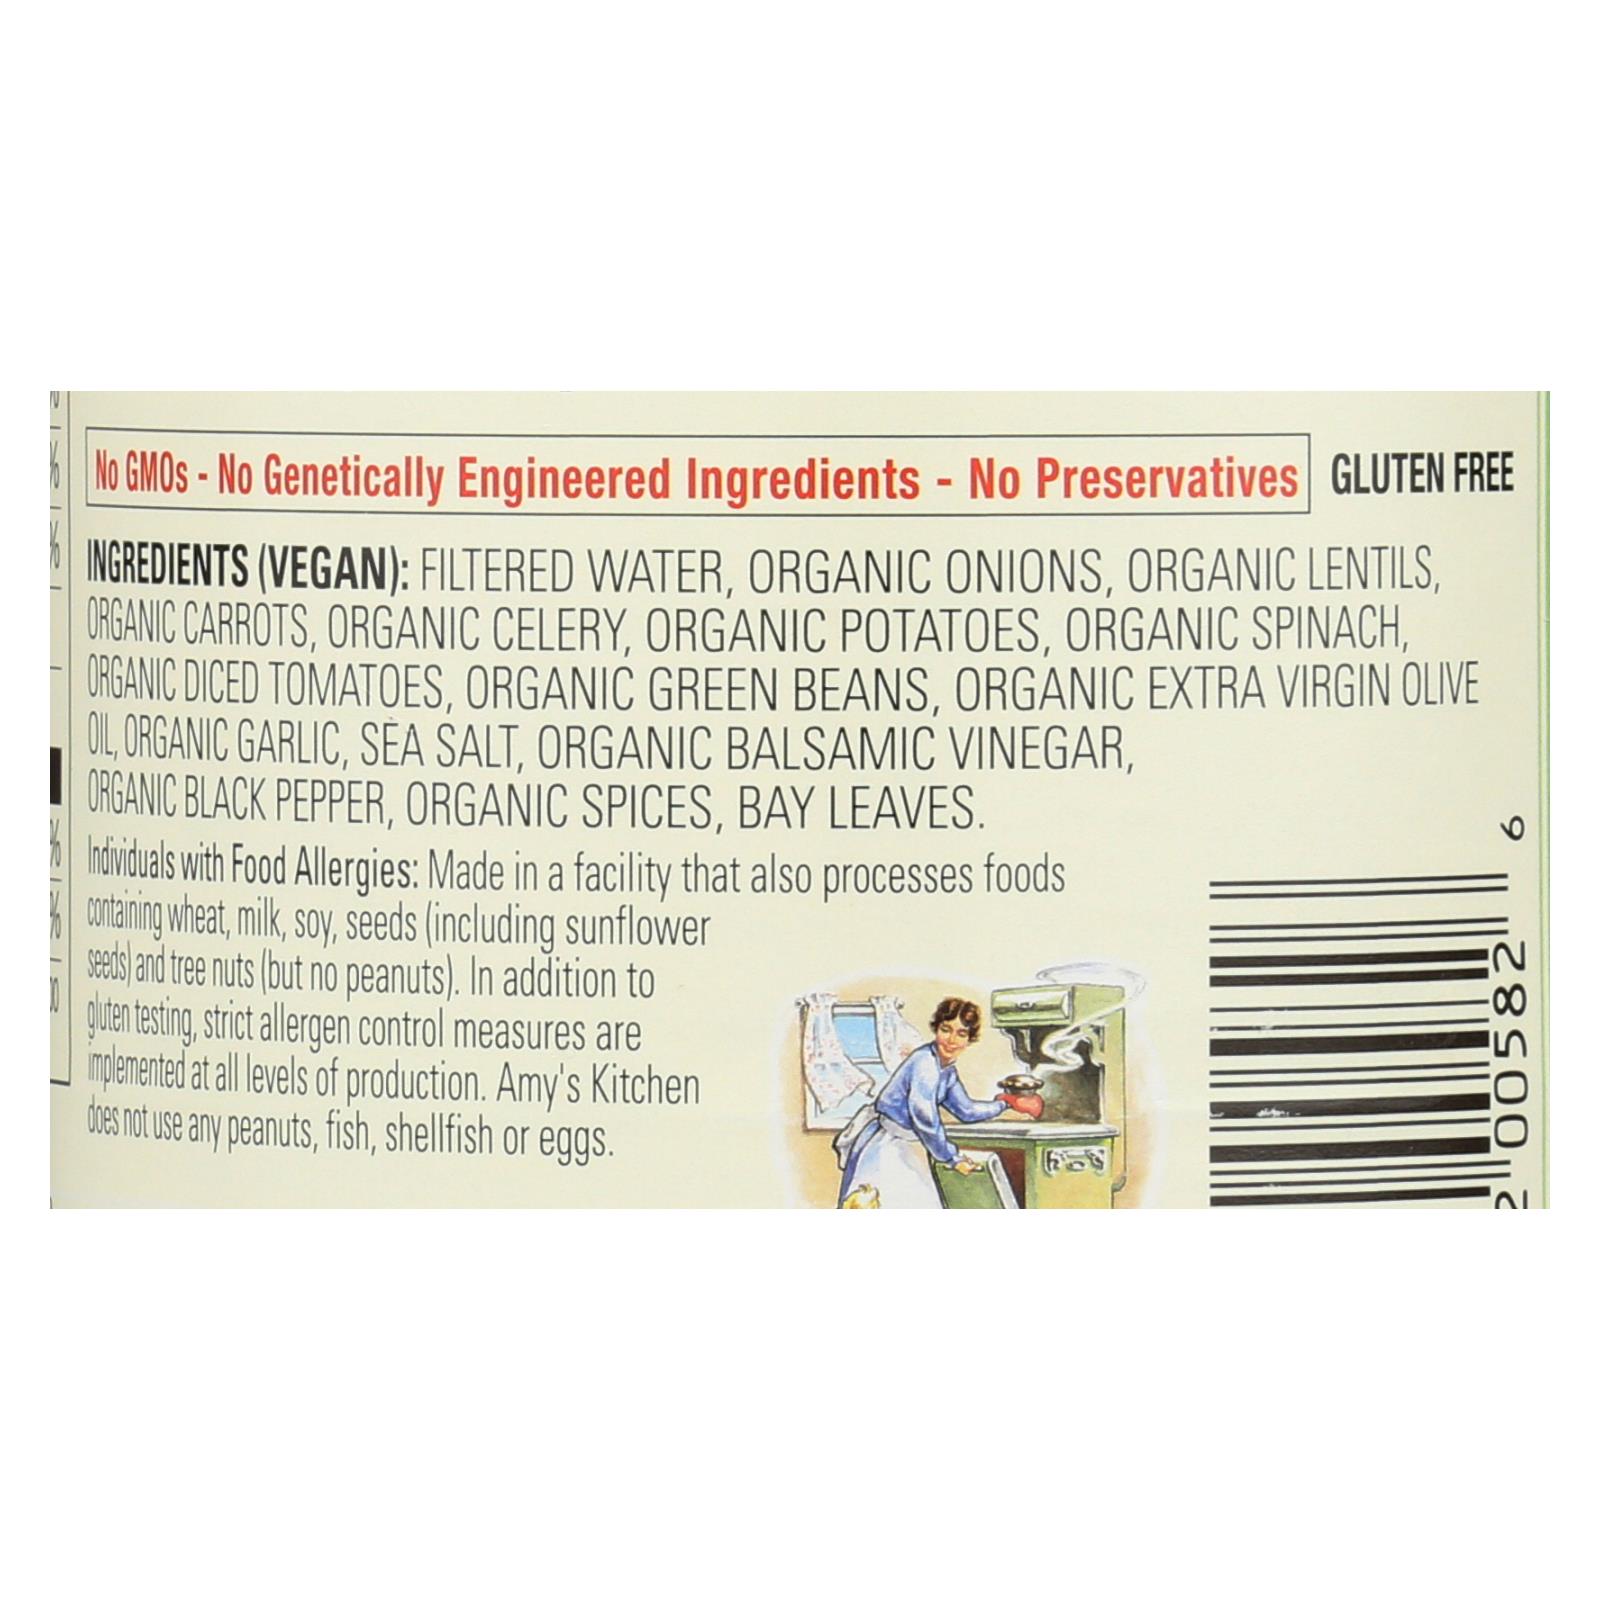 No GMOs - No Genetically Engineered Ingredients - No Preservatives
GLUTEN FREE
INGREDIENTS (VEGAN): FILTERED WATER, ORGANIC ONIONS, ORGANIC LENTILS,
ORGANIC CARROTS, ORGANIC CELERY, ORGANIC POTATOES, ORGANIC SPINACH,
ORGANIC DICED TOMATOES, ORGANIC GREEN BEANS, ORGANIC EXTRA VIRGIN OLIVE
OIL, ORGANIC GARLIC, SEA SALT, ORGANIC BALSAMIC VINEGAR,
ORGANIC BLACK PEPPER, ORGANIC SPICES, BAY LEAVES.
Individuals with Food Allergies: Made in a facility that also processes foods
containing wheat, milk, soy, seeds (including sunflower
seeds) and tree nuts (but no peanuts). In addition to
gluten testing, strict allergen control measures are
implemented at all levels of production. Amy's Kitchen
does not use any peanuts, fish, shellfish or eggs.
2 00582 6